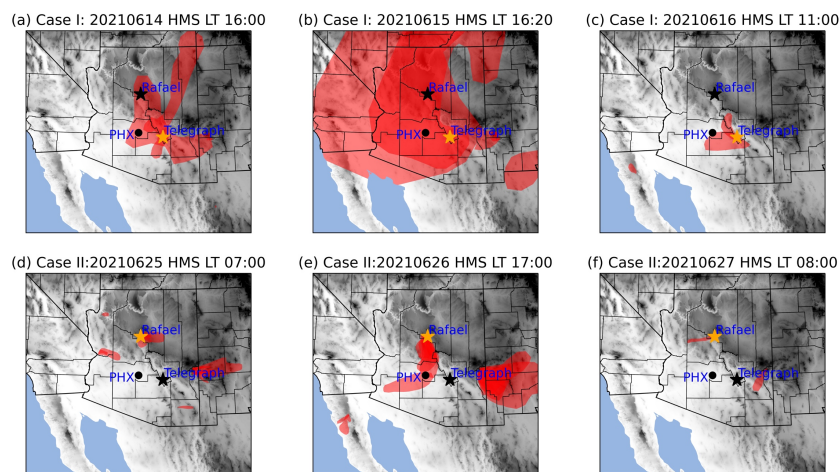 (a) Case I: 20210614 HMS LT 16:00
(b) Case I: 20210615 HMS LT 16:20
(c) Case I: 20210616 HMS LT 11:00
Rafael
PHX
Telegraph
Rafael
PHX
Telegraph
Rafael
PHX
Telegraph
(d) Case II:20210625 HMS LT 07:00
(e) Case II:20210626 HMS LT 17:00
(f) Case II:20210627 HMS LT 08:00
Rafael
PHX
Telegraph
Rafael
PHX
Telegraph
Rafael
PHX
Telegraph